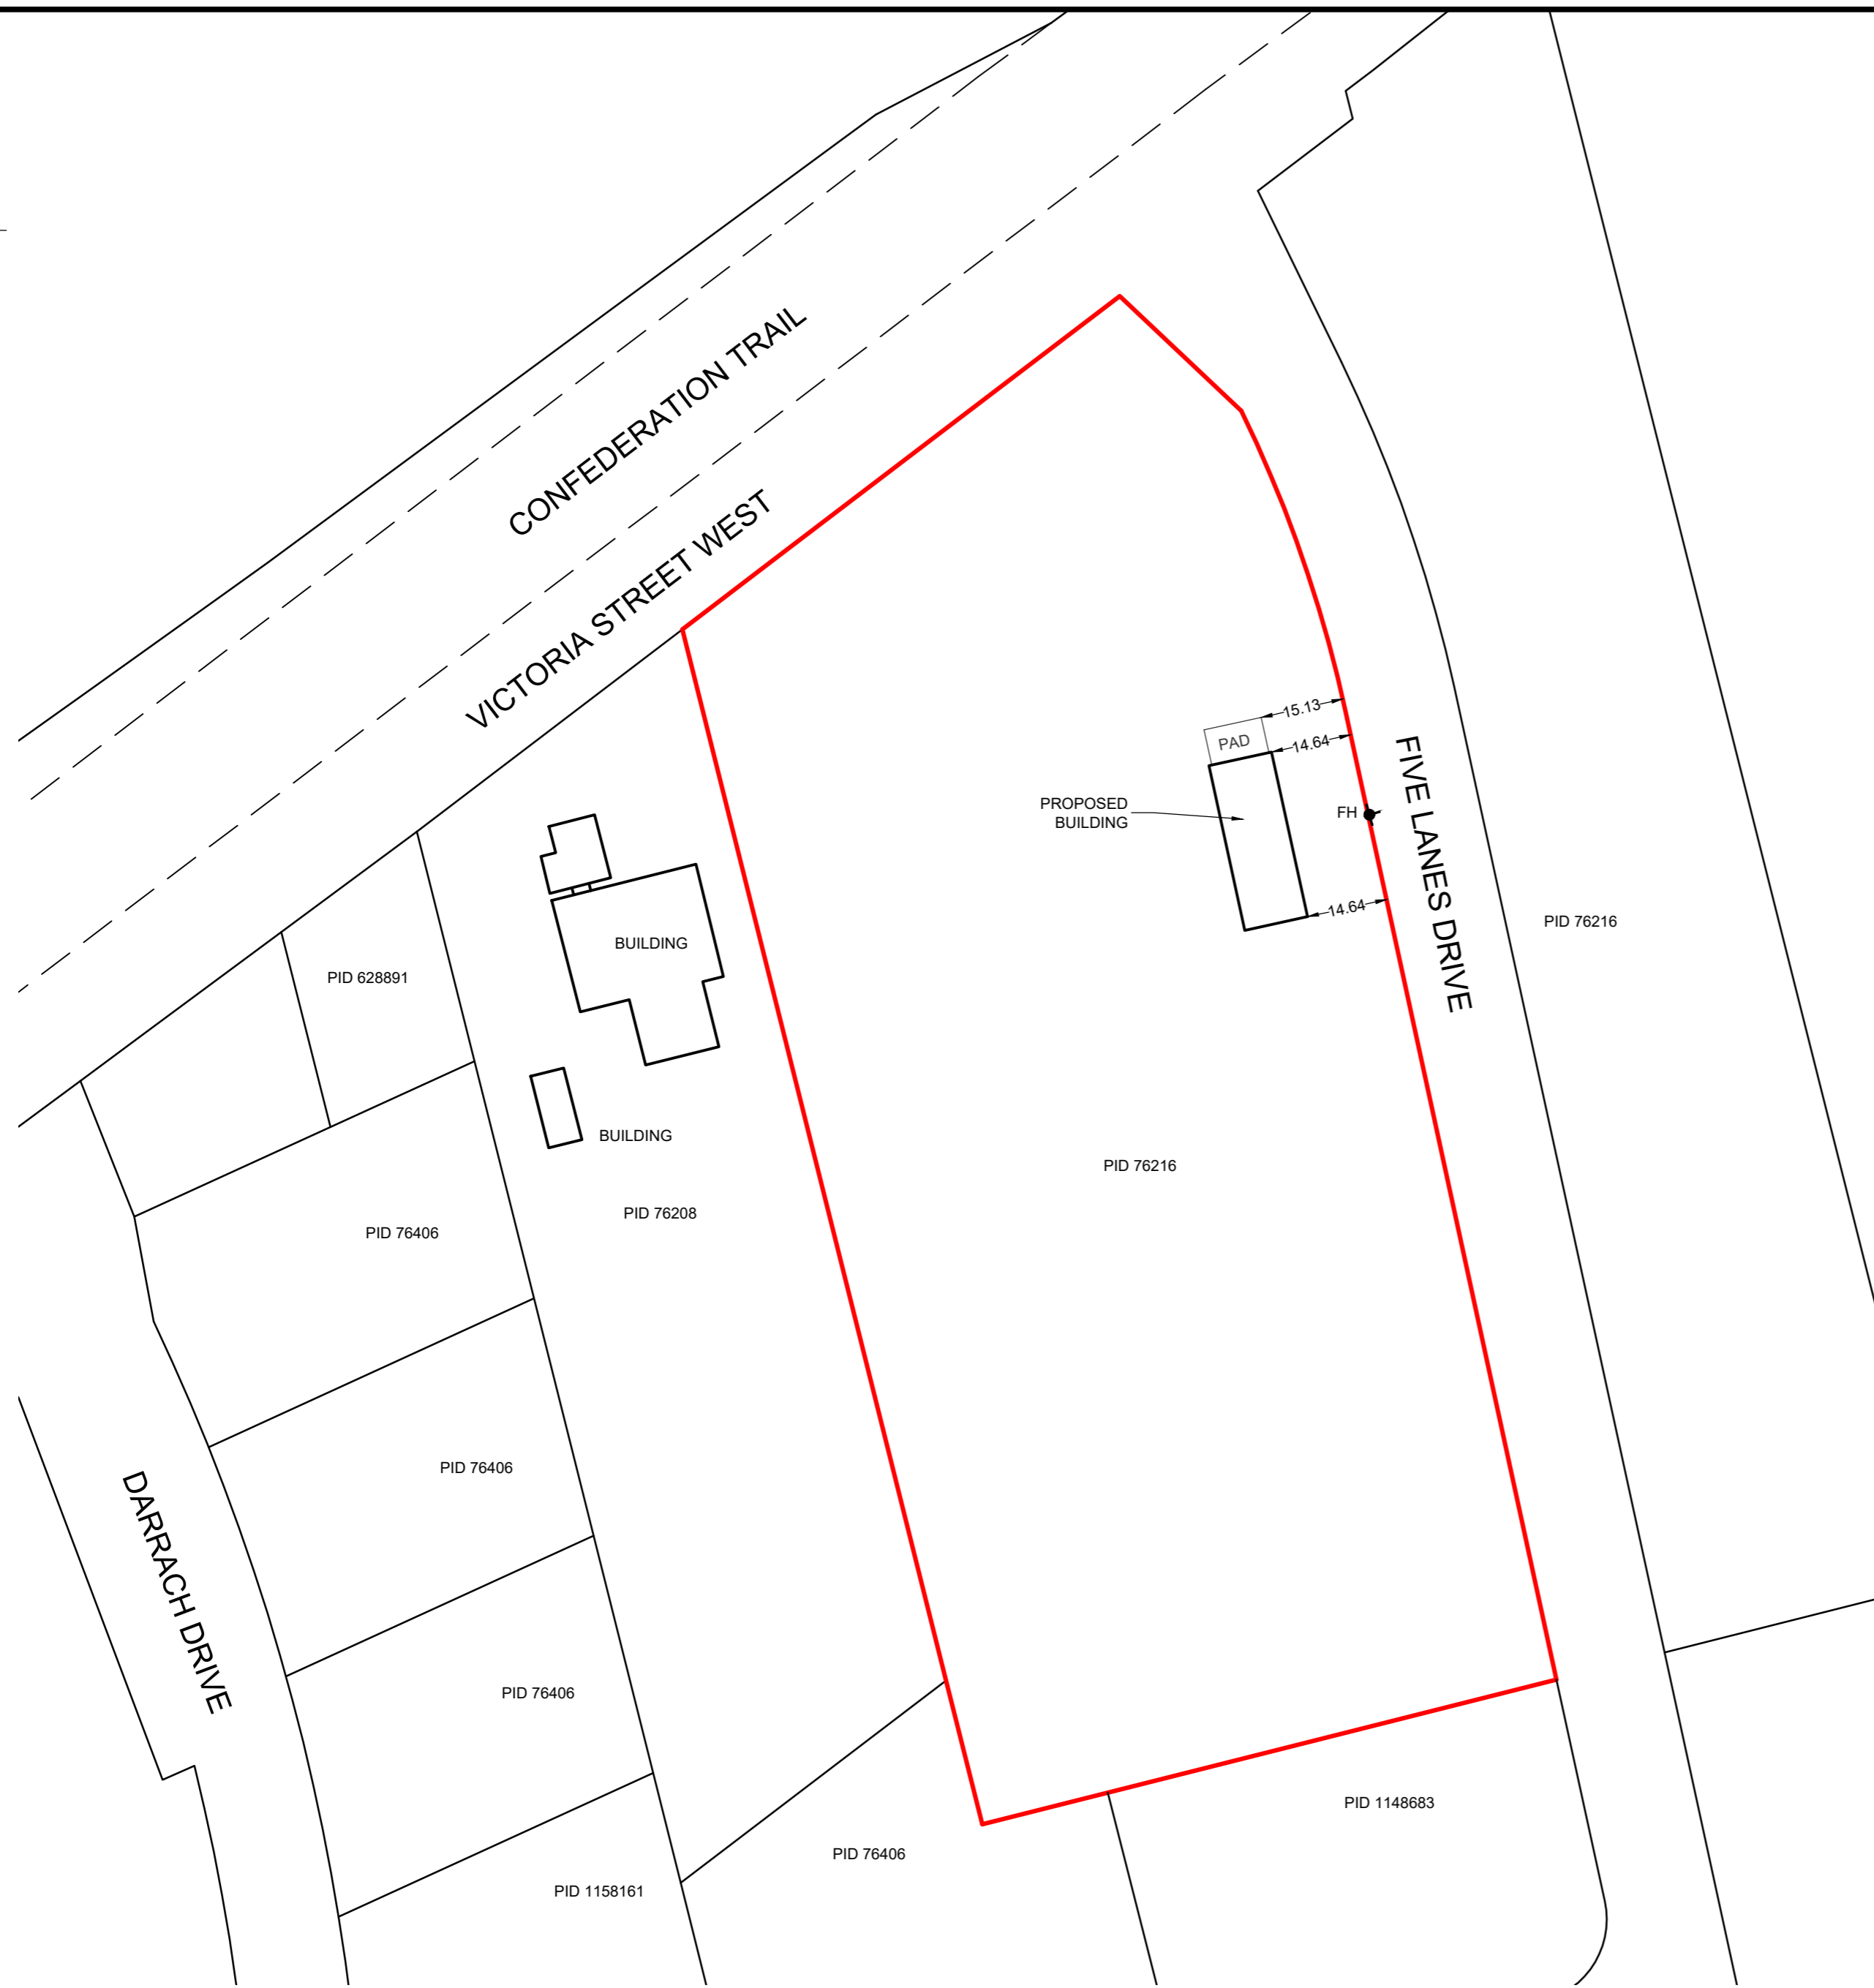 CONFEDERATION TRAIL
VICTORIA STREET WEST
15.13
PAD
14.64
PROPOSED
BUILDING
FH
FIVE LANES DRIVE
14.64
PID 76216
BUILDING
PID 628891
BUILDING
PID 76216
PID 76208
PID 76406
PID 76406
DARRACH DRIVE
PID 76406
PID 1148683
PID 76406
PID 1158161